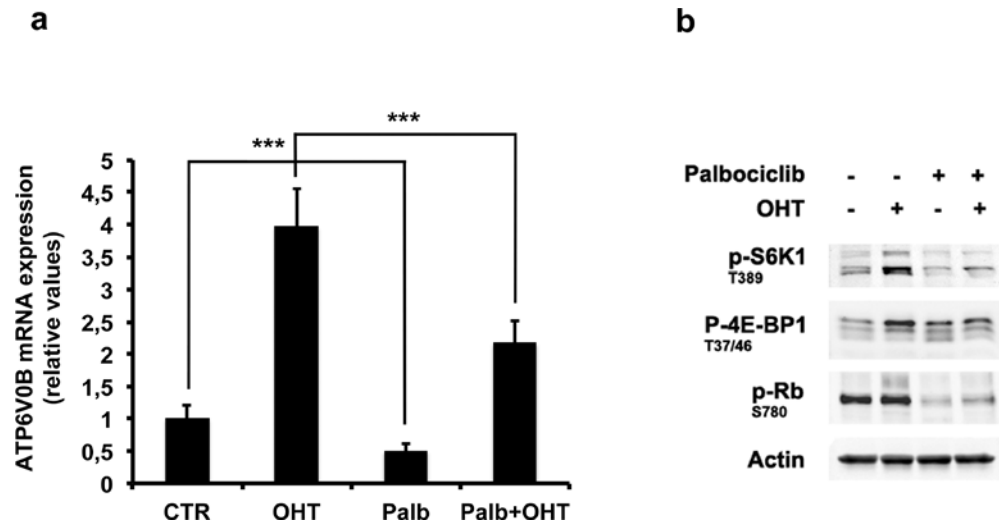 a
b
***
***
5
4,5
4
3,5
3
2,5
2
1,5
1
0,5
0
ATP6V0B mRNA expression
(relative values)
CTR OHT Palb Palb+OHT
Palbociclib - - + +
OHT - + - +
p-S6K1
T389
P-4E-BP1
T37/46
p-Rb
S780
Actin